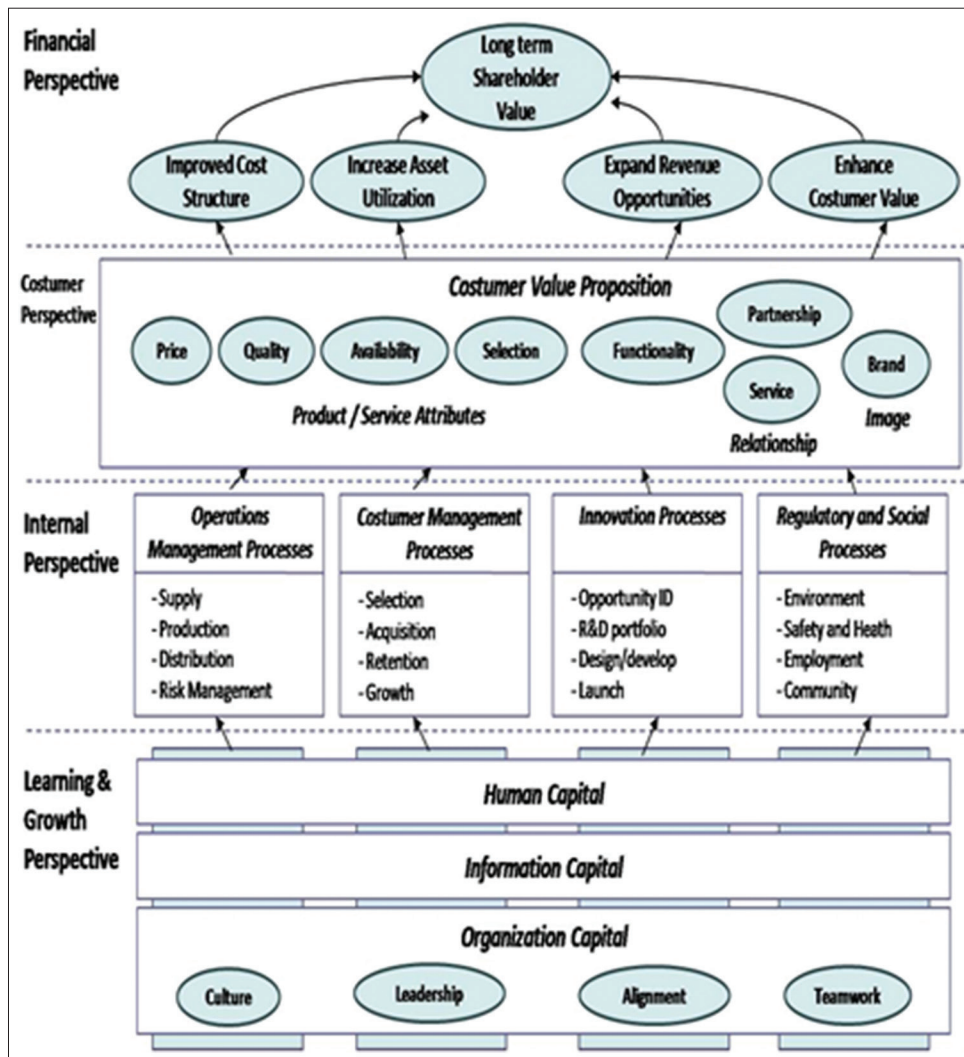 Financial
Perspective
Long term
Shareholder
Value
Improved Cost
Structure
Increase Asset
Utilization
Expand Revenue
Opportunities
Enhance
Costumer Value
Costumer
Perspective
Costumer Value Proposition
Price
Quality
Availability
Selection
Functionality
Partnership
Service
Brand
Product / Service Attributes
Relationship
Image
Internal
Perspective
Operations
Management Processes
- Supply
- Production
- Distribution
- Risk Management
Costumer Management
Processes
- Selection
- Acquisition
- Retention
- Growth
Innovation Processes
- Opportunity ID
- R&D portfolio
- Design/develop
- Launch
Regulatory and Social
Processes
- Environment
- Safety and Heath
- Employment
- Community
Learning &
Growth
Perspective
Human Capital
Information Capital
Organization Capital
Culture
Leadership
Alignment
Teamwork